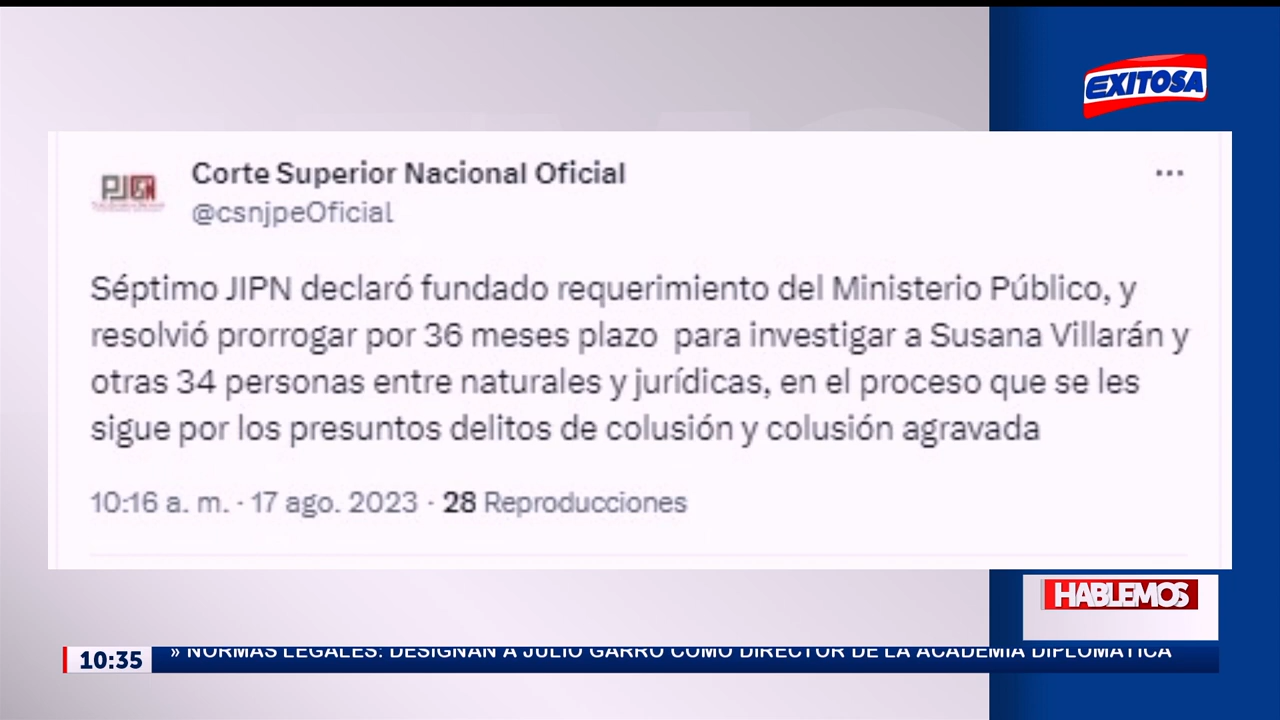 EXITOSA
Corte Superior Nacional Oficial
@csnjpeOficial
Séptimo JIPN declaró fundado requerimiento del Ministerio Público, y
resolvió prorrogar por 36 meses plazo para investigar a Susana Villarán y
otras 34 personas entre naturales y jurídicas, en el proceso que se les
sigue por los presuntos delitos de colusión y colusión agravada
10:16 a. m. · 17 ago. 2023 · 28 Reproducciones
HABLEMOS
10:35
» NORMAS LEGALES: DESIGNAN A JULIO GARRO COMO DIRECTOR DE LA ACADEMIA DIPLOMÁTICA